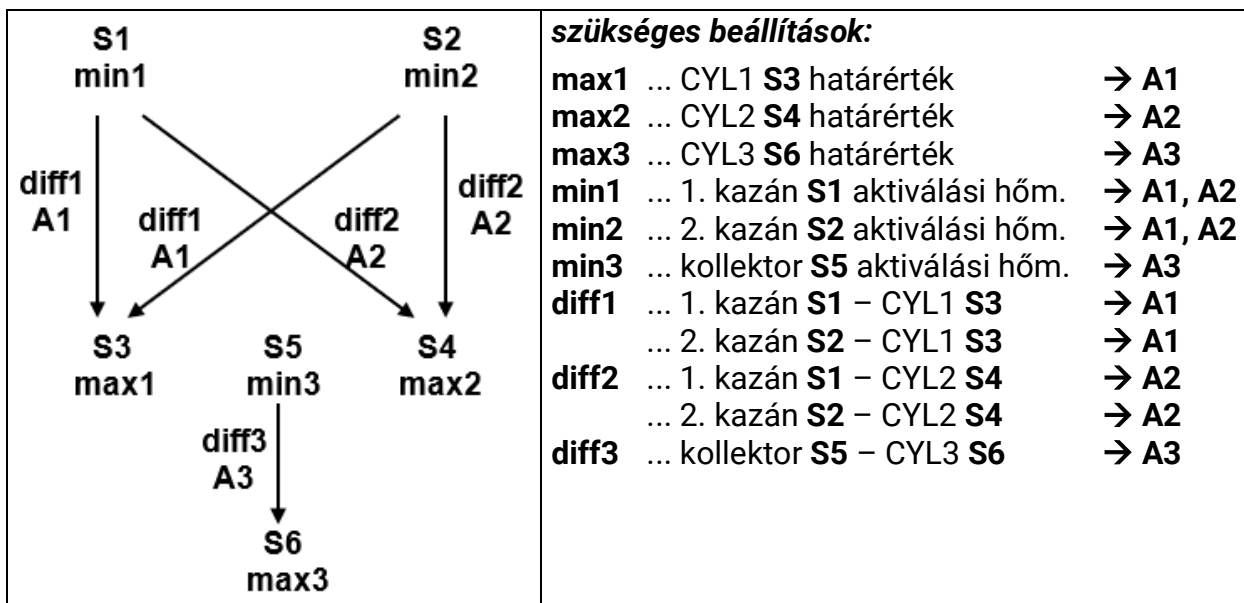 S1
min1
S2
min2
diff1
A1
diff1
A1
diff2
A2
diff2
A2
S3
max1
S5
min3
S4
max2
diff3
A3
S6
max3
szükséges beállítások:
max1 ... CYL1 S3 határérték → A1
max2 ... CYL2 S4 határérték → A2
max3 ... CYL3 S6 határérték → A3
min1 ... 1. kazán S1 aktiválási hőm. → A1, A2
min2 ... 2. kazán S2 aktiválási hőm. → A1, A2
min3 ... kollektor S5 aktiválási hőm. → A3
diff1 ... 1. kazán S1 – CYL1 S3 → A1
... 2. kazán S2 – CYL1 S3 → A1
diff2 ... 1. kazán S1 – CYL2 S4 → A2
... 2. kazán S2 – CYL2 S4 → A2
diff3 ... kollektor S5 – CYL3 S6 → A3